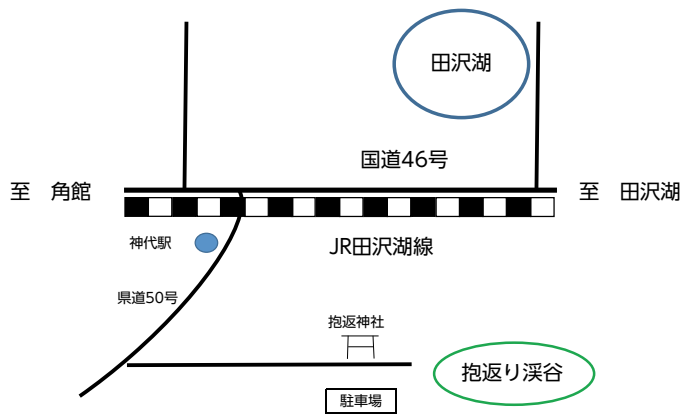 田沢湖
国道46号
至　角館
至　田沢湖
神代駅
JR田沢湖線
県道50号
抱返神社
抱返り渓谷
駐車場